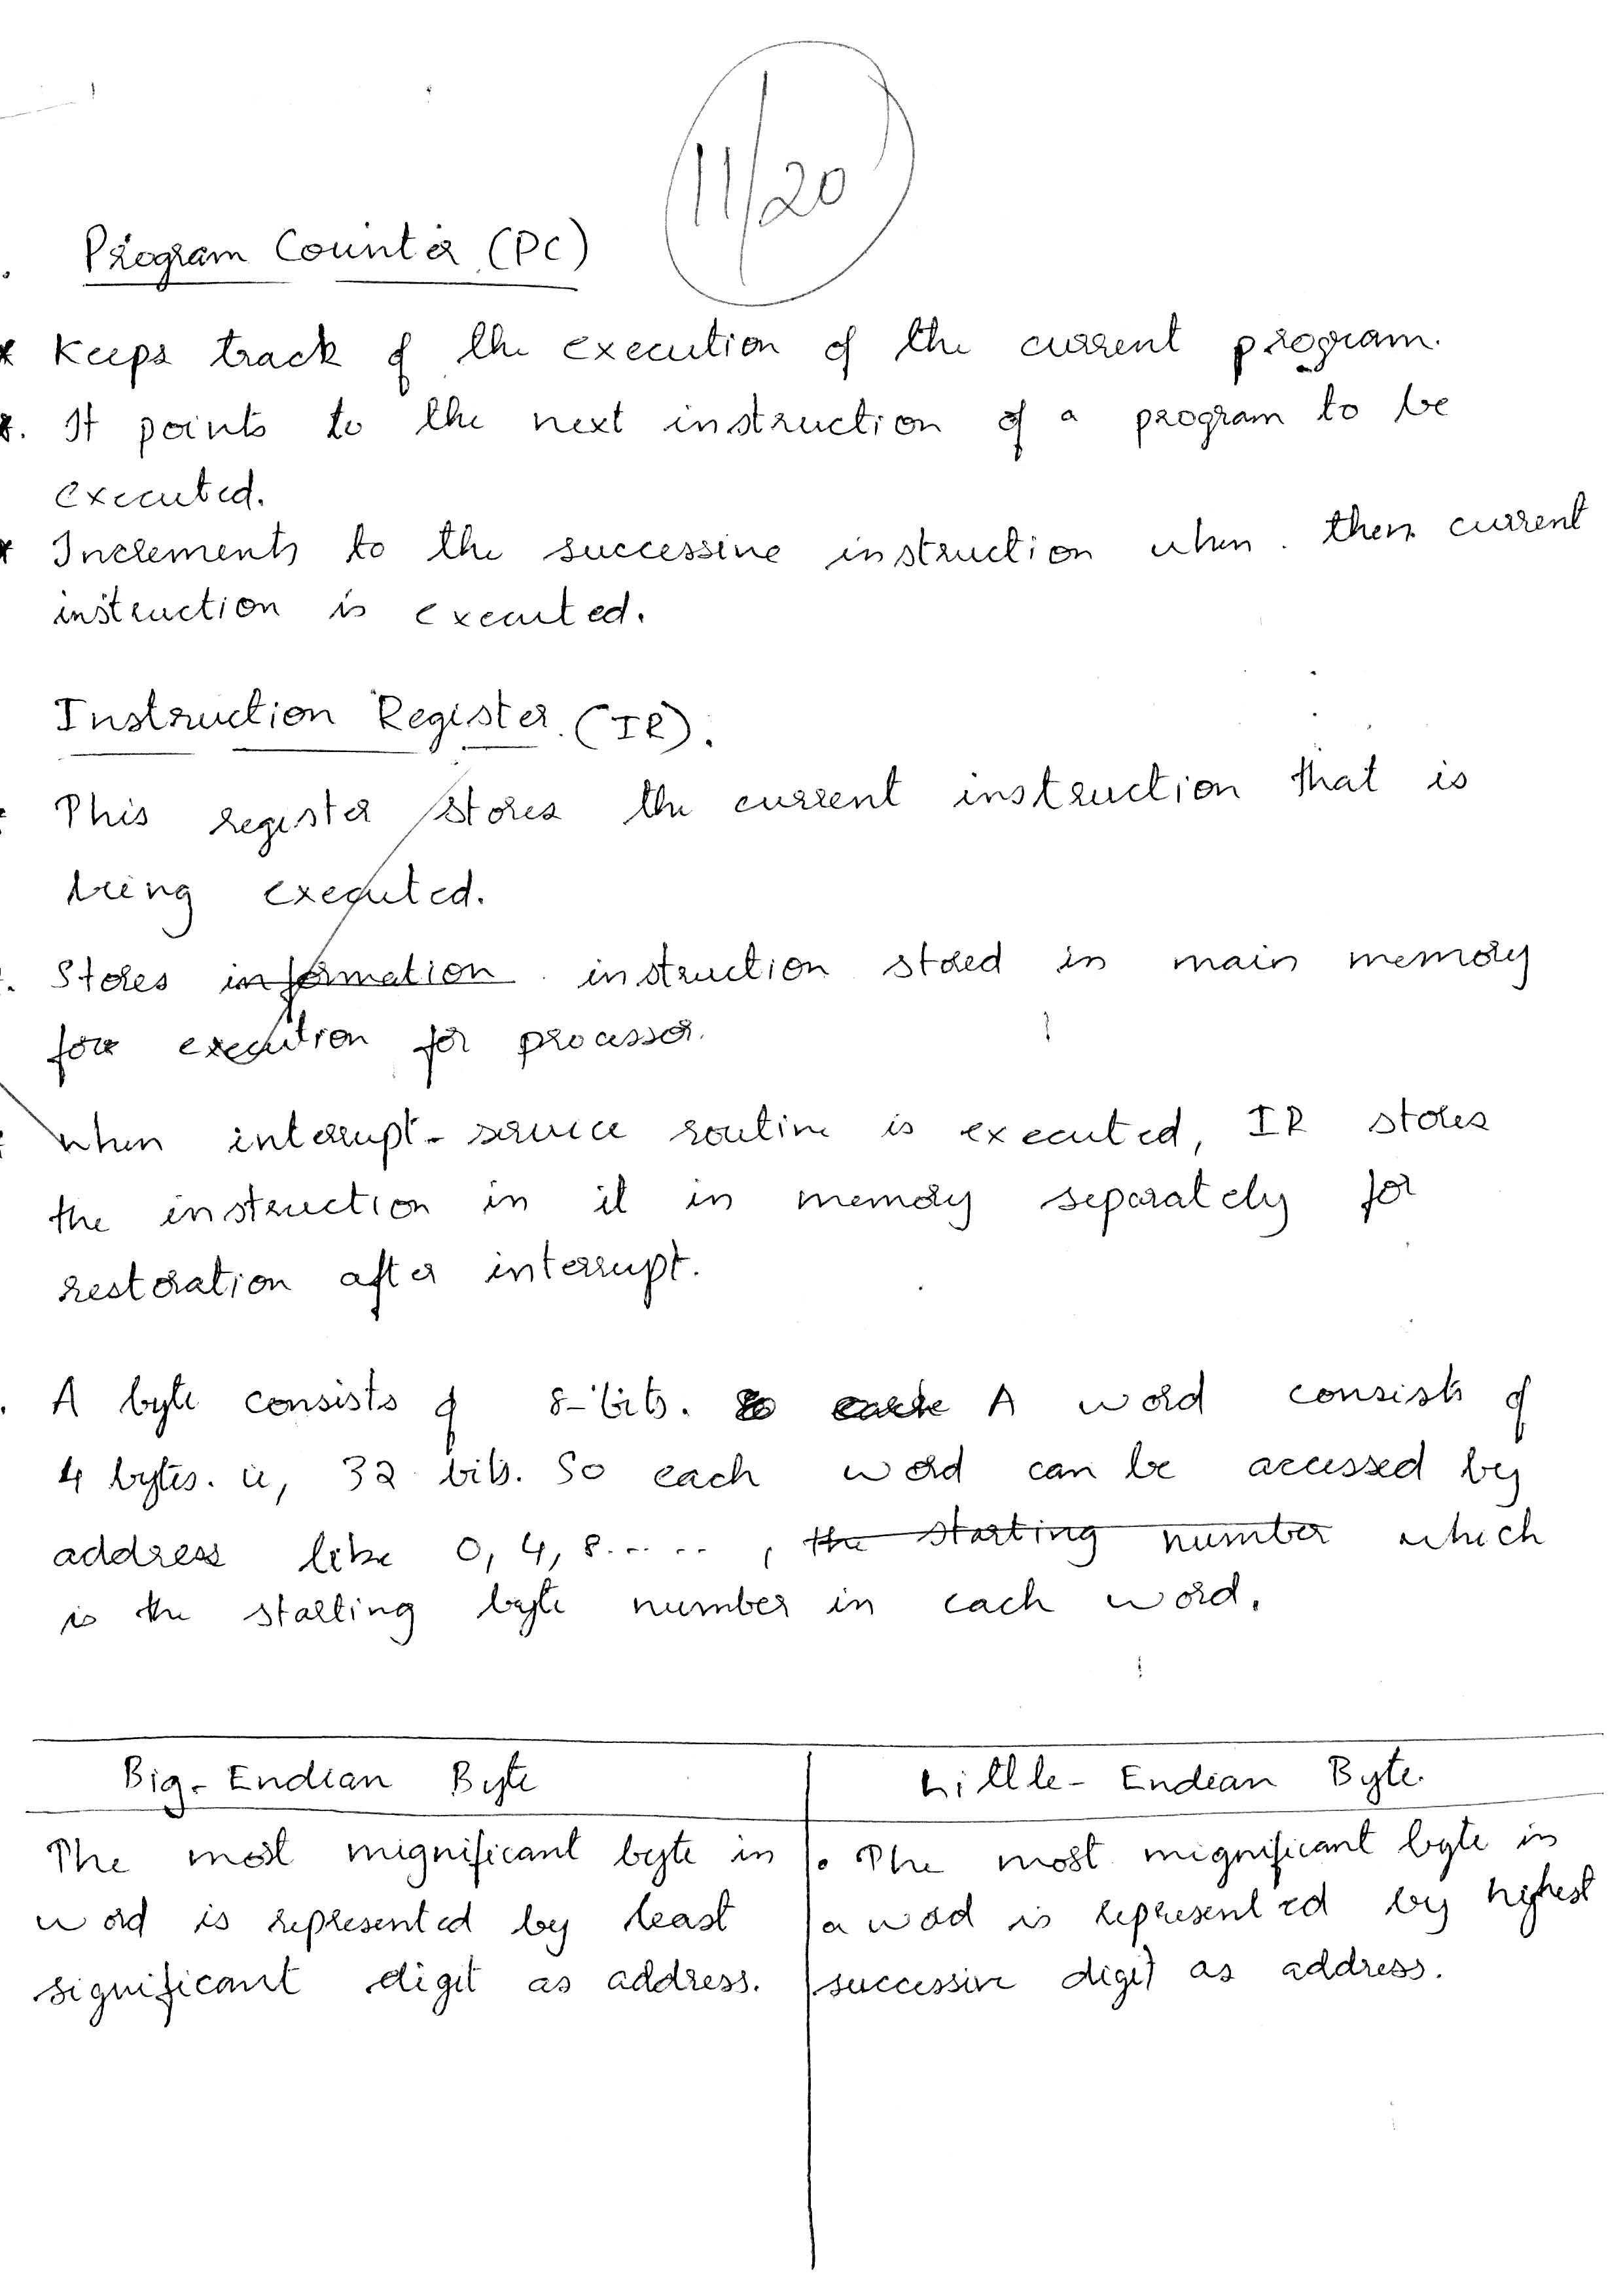 11/20
Program Counter (PC)
* Keeps track of the execution of the current program.
*. It points to the next instruction of a program to be
executed.
* Increments to the successive instruction when then current
instruction is executed.
Instruction Register (IR).
This register stores the current instruction that is
being executed.
Stores information instruction stored in main memory
for execution for processor.
when interrupt-service routine is executed, IR stores
the instruction in it in memory separately for
restoration after interrupt.
A byte consists of 8-bits. A word consists of
4 bytes. ie, 32 bits. So each word can be accessed by
address like 0, 4, 8....., the starting number which
is the starting byte number in each word.
Big-Endian Byte Little-Endian Byte.
The most mignificant byte in
word is represented by least
significant digit as address.
• The most mignificant byte in
a word is represented by highest
successive digit as address.